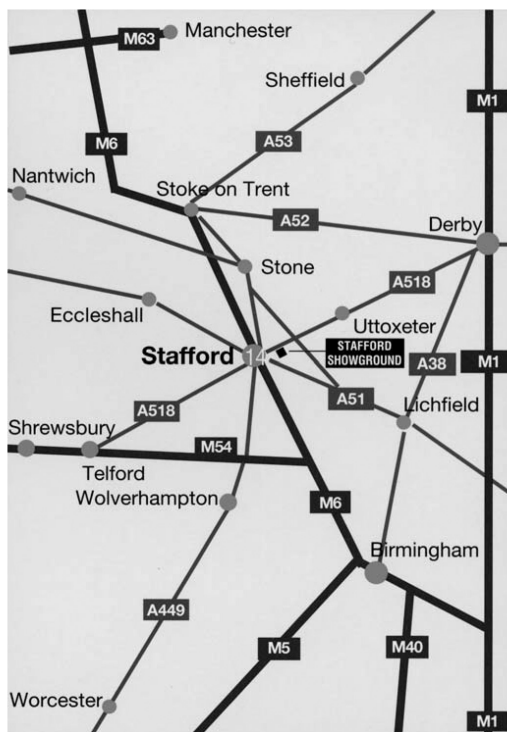 Manchester
M63
Sheffield
M1
M6
A53
Nantwich
Stoke on Trent
A52
Derby
Stone
A518
Eccleshall
Uttoxeter
Stafford
14
STAFFORD
SHOWGROUND
A38
M1
A51
A518
Lichfield
Shrewsbury
M54
Telford
Wolverhampton
M6
Birmingham
A449
M5
M40
Worcester
M1